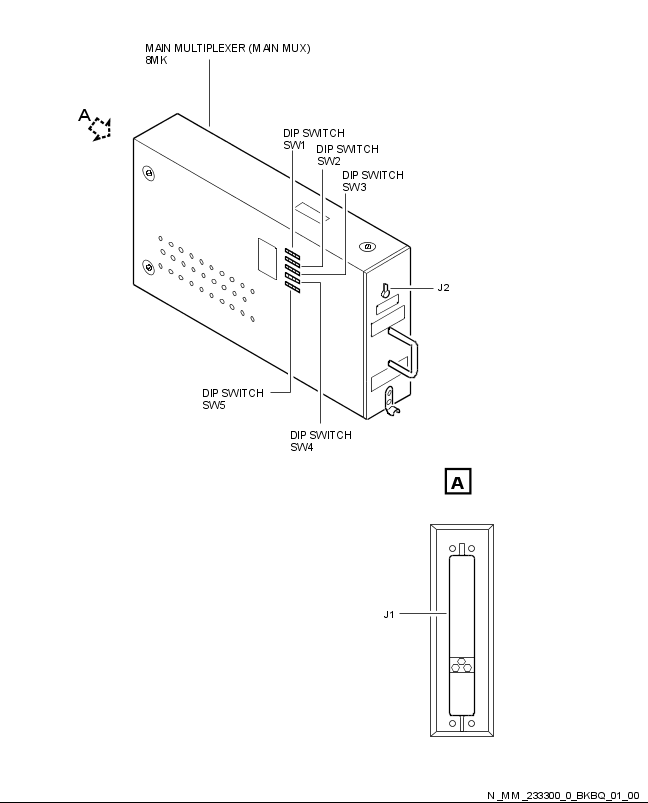 MAIN MULTIPLEXER (MAIN MUX)
8MK
A
DIP SWITCH
SW1
DIP SWITCH
SW2
DIP SWITCH
SW3
J2
DIP SWITCH
SW5
DIP SWITCH
SW4
A
J1
N_MM_233300_0_BKBQ_01_00